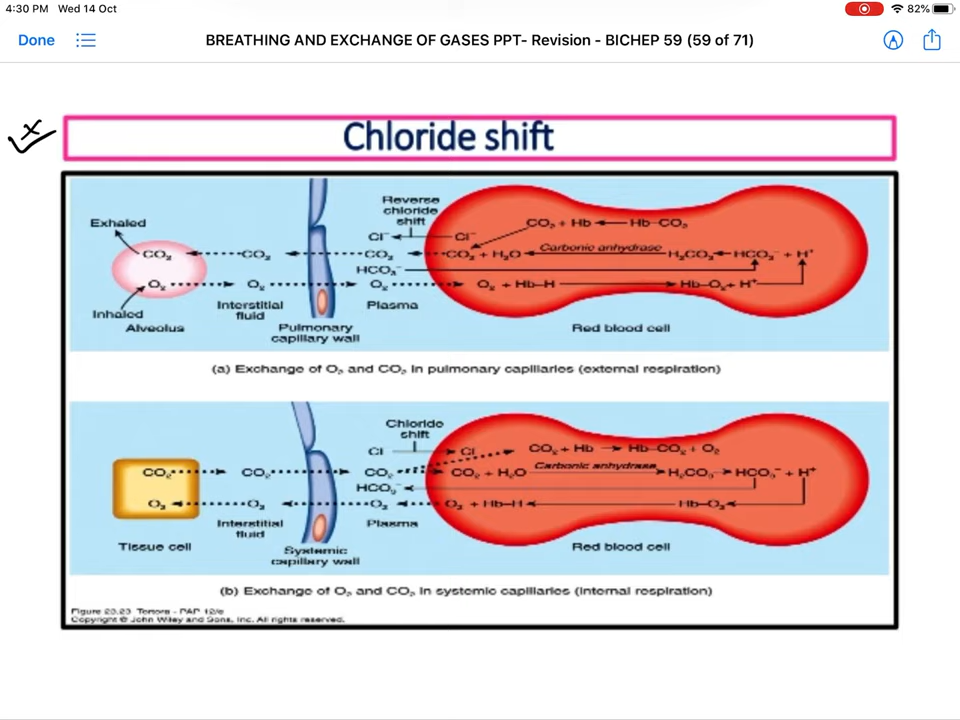 4:30 PM Wed 14 Oct 82%
Done BREATHING AND EXCHANGE OF GASES PPT- Revision - BICHEP 59 (59 of 71)
Chloride shift
Reverse
chloride
shift
Exhaled
CO₂ + Hb Hb–CO₂
Cl⁻ Cl⁻
Carbonic anhydrase
CO₂ CO₂ CO₂ CO₂ + H₂O H₂CO₃ HCO₃⁻ + H⁺
HCO₃⁻
O₂ O₂ O₂ O₂ + Hb–H Hb–O₂ + H⁺
Inhaled
Alveolus
Interstitial
fluid
Plasma
Pulmonary
capillary wall
Red blood cell
(a) Exchange of O₂ and CO₂ in pulmonary capillaries (external respiration)
Chloride
shift
Cl Cl
CO₂ + Hb Hb–CO₂ + O₂
Carbonic anhydrase
CO₂ CO₂ CO₂ CO₂ + H₂O H₂CO₃ HCO₃⁻ + H⁺
HCO₃⁻
O₂ O₂ O₂ O₂ + Hb–H Hb–O₂
Interstitial
fluid
Plasma
Tissue cell
Systemic
capillary wall
Red blood cell
(b) Exchange of O₂ and CO₂ in systemic capillaries (internal respiration)
Figure 23.23 Tortora - PAP 12/e
Copyright © John Wiley and Sons, Inc. All rights reserved.